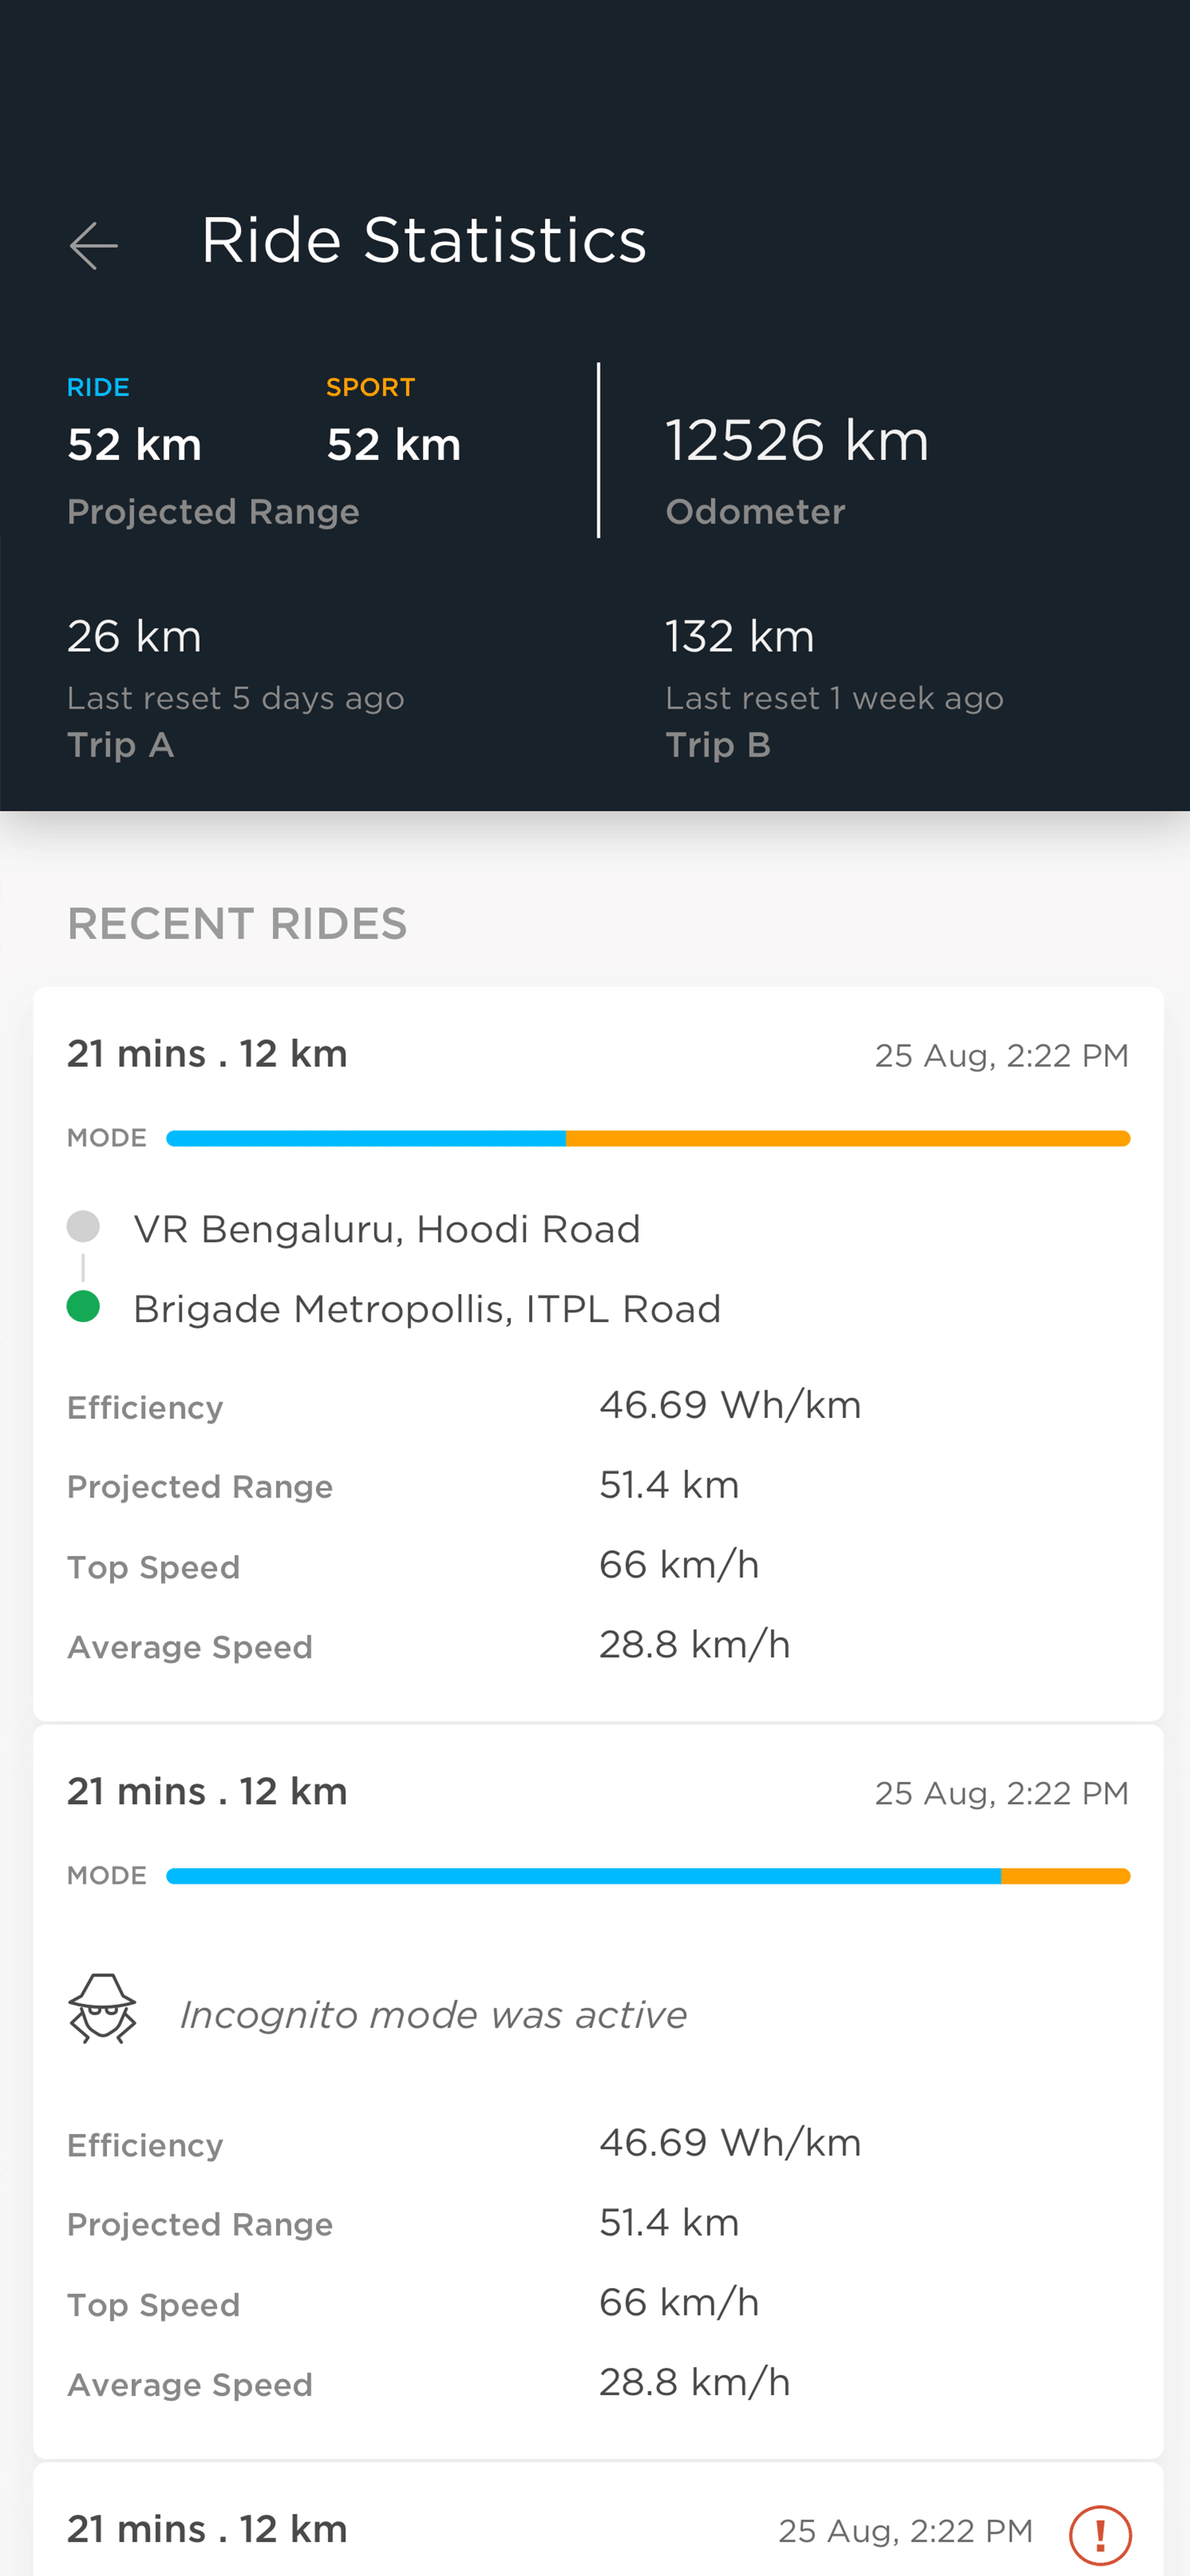 Ride Statistics
RIDE
SPORT
52 km
52 km
Projected Range
12526 km
Odometer
26 km
Last reset 5 days ago
Trip A
132 km
Last reset 1 week ago
Trip B
RECENT RIDES
21 mins . 12 km
25 Aug, 2:22 PM
MODE
VR Bengaluru, Hoodi Road
Brigade Metropollis, ITPL Road
Efficiency 46.69 Wh/km
Projected Range 51.4 km
Top Speed 66 km/h
Average Speed 28.8 km/h
21 mins . 12 km
25 Aug, 2:22 PM
MODE
Incognito mode was active
Efficiency 46.69 Wh/km
Projected Range 51.4 km
Top Speed 66 km/h
Average Speed 28.8 km/h
21 mins . 12 km
25 Aug, 2:22 PM
!